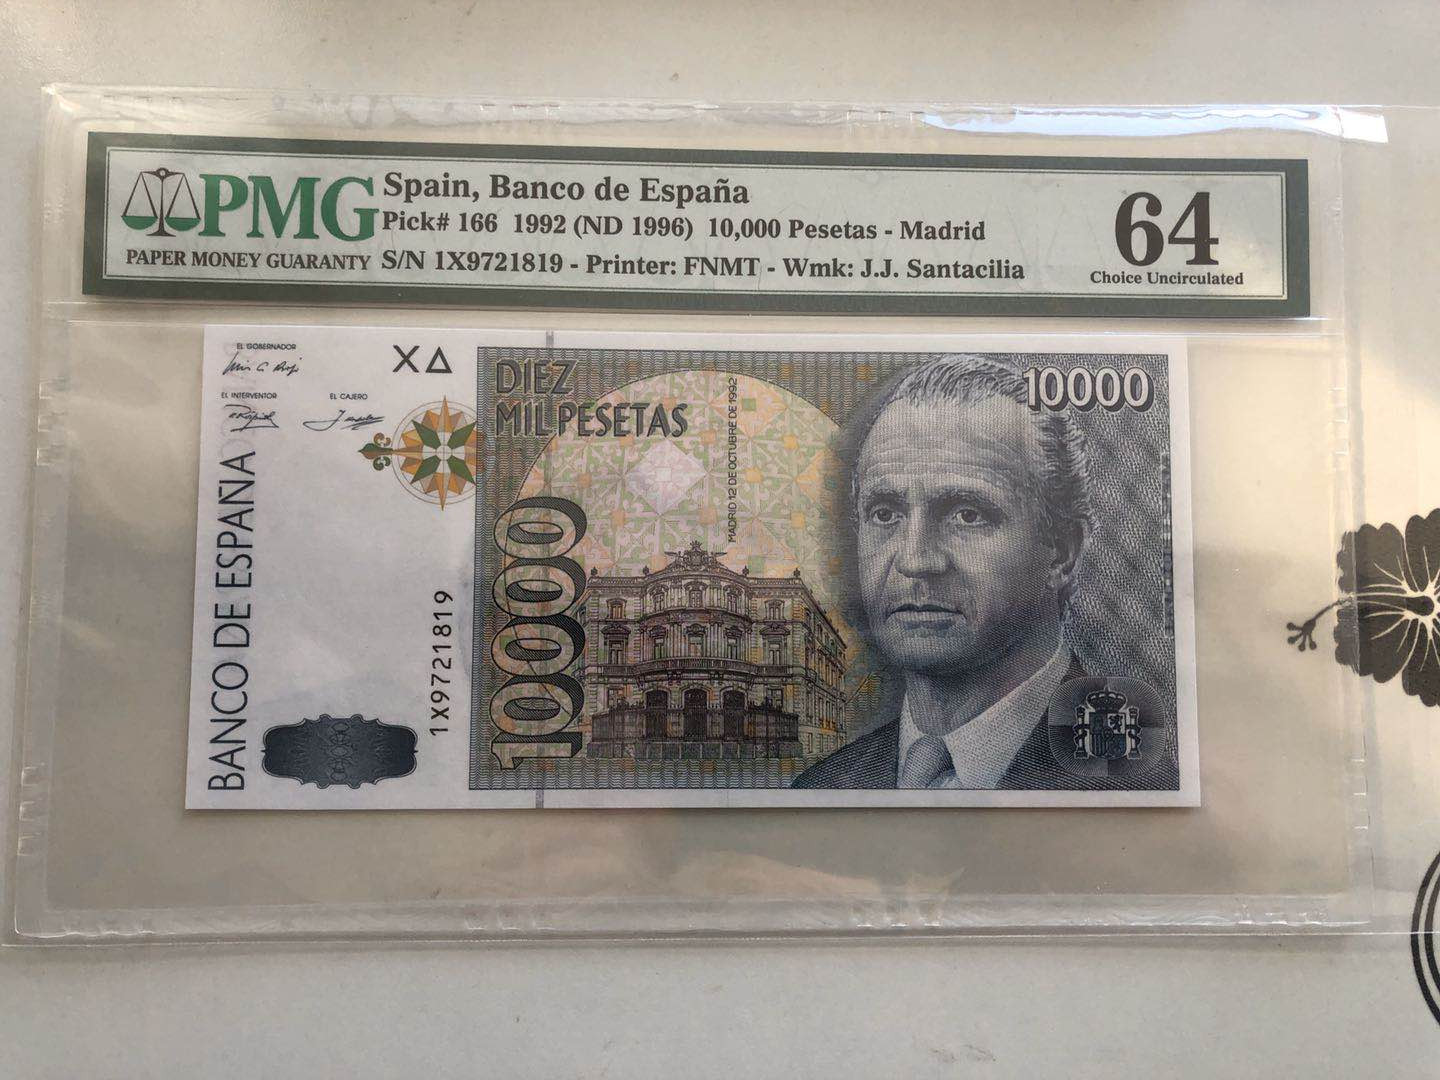 PMG
PAPER MONEY GUARANTY
Spain, Banco de España
Pick# 166 1992 (ND 1996) 10,000 Pesetas - Madrid
S/N 1X9721819 - Printer: FNMT - Wmk: J.J. Santacilia
64
Choice Uncirculated
EL GOBERNADOR
EL INTERVENTOR
EL CAJERO
BANCO DE ESPAÑA
1X9721819
DIEZ
MIL PESETAS
10000
MADRID 12 DE OCTUBRE DE 1992
10000